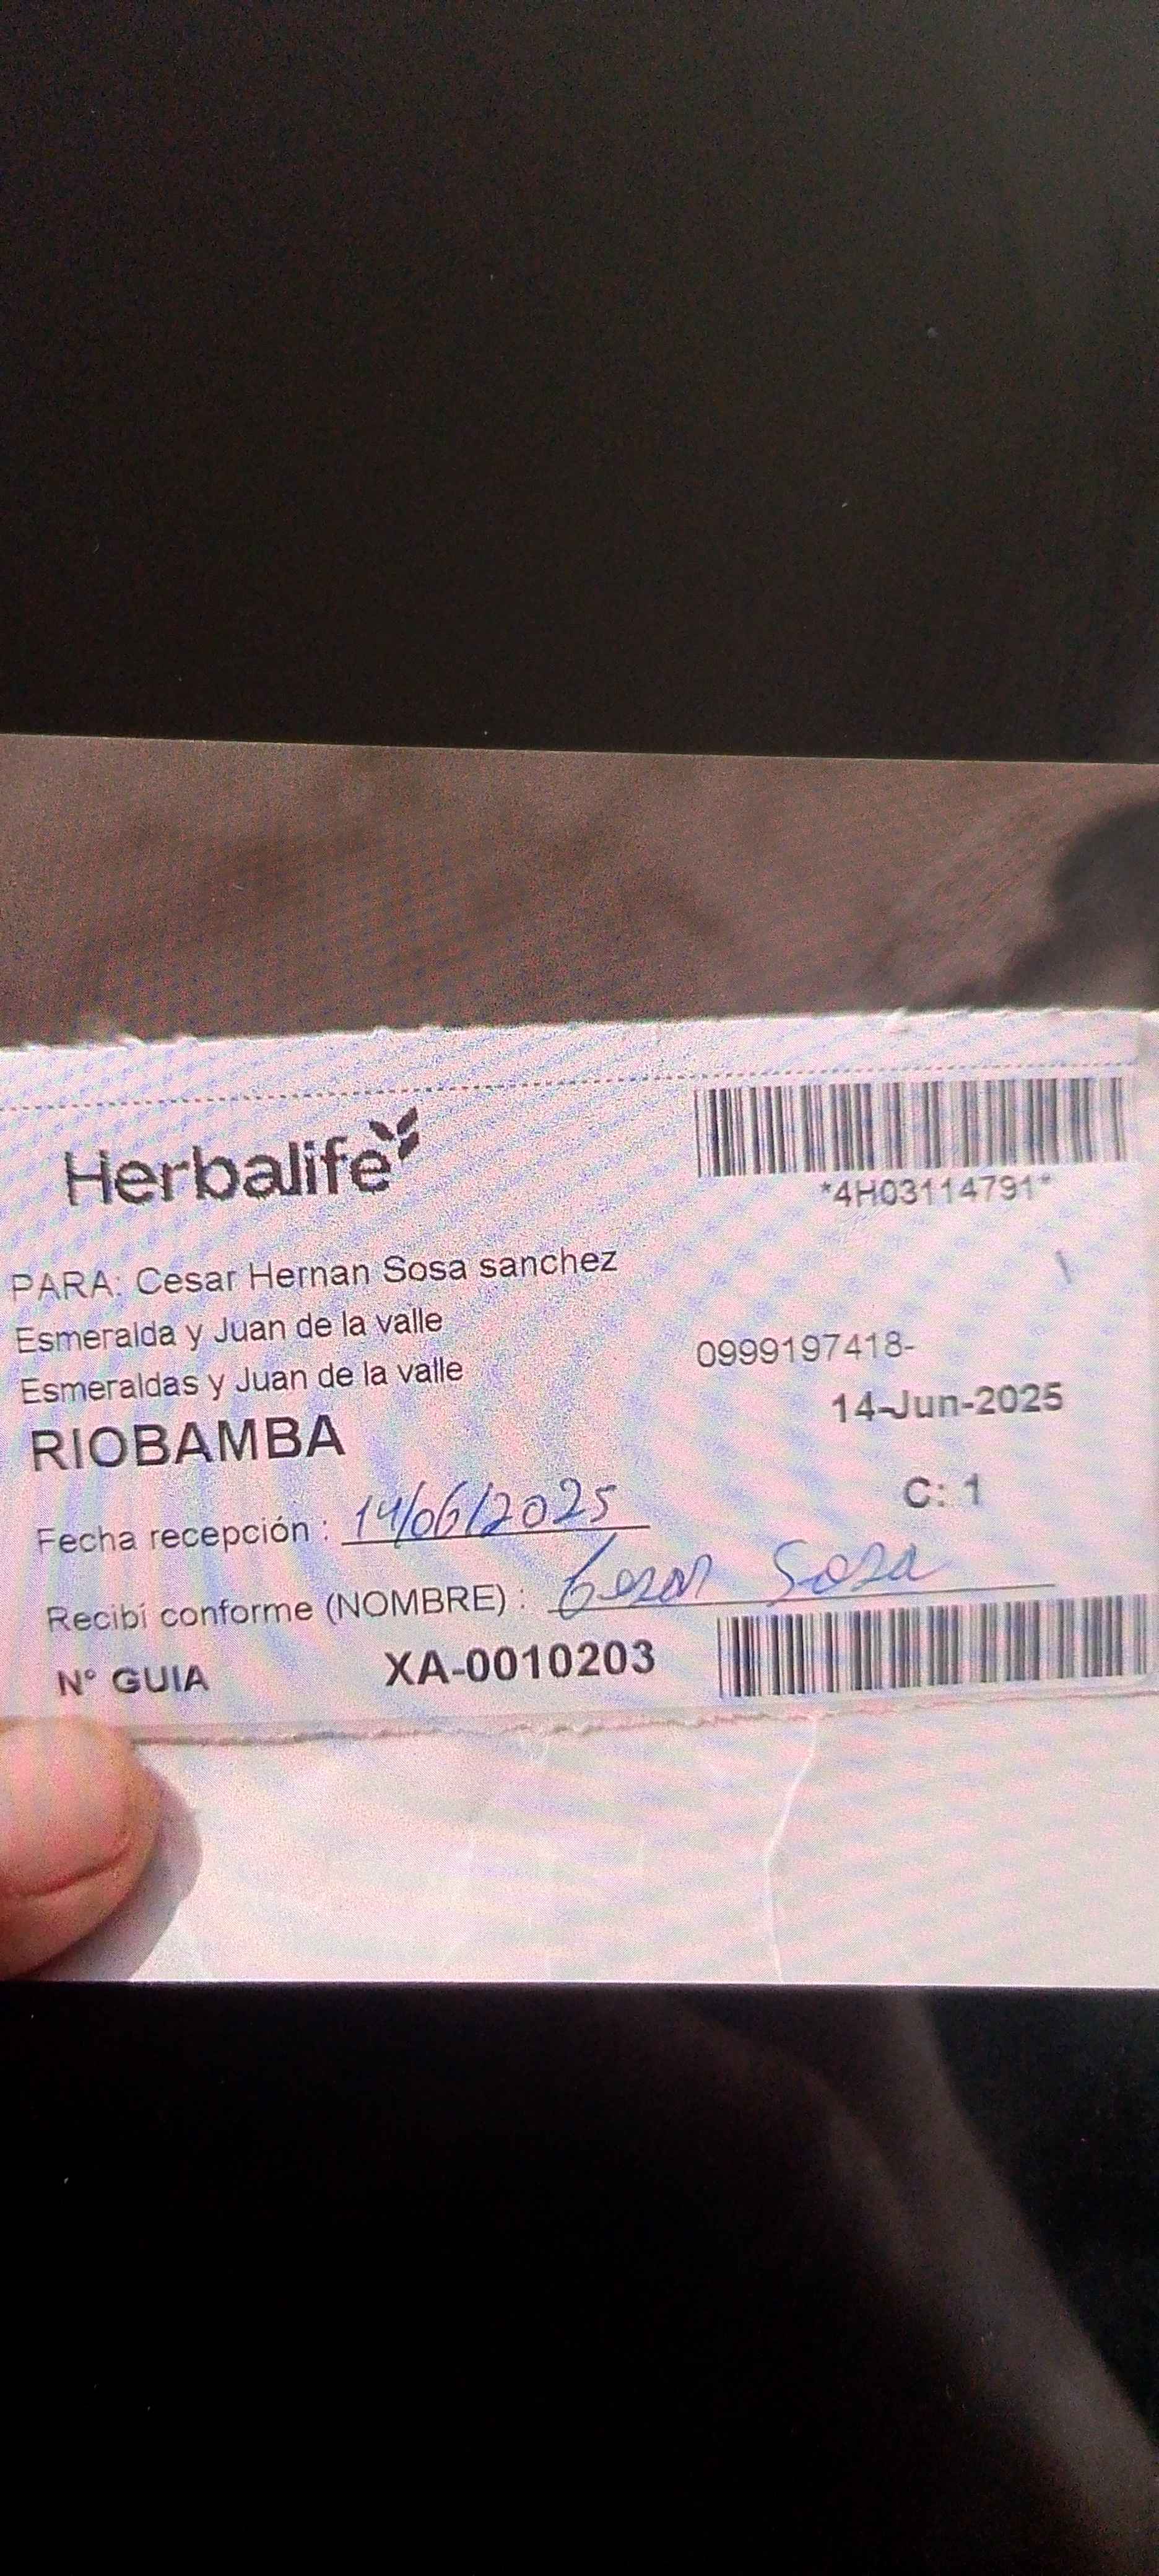 Herbalife
*4H03114791*
PARA: Cesar Hernan Sosa sanchez
Esmeralda y Juan de la valle
0999197418-
Esmeraldas y Juan de la valle
14-Jun-2025
RIOBAMBA
C: 1
Fecha recepción : 14/06/2025
Recibí conforme (NOMBRE) : Cesar Sosa
N° GUIA XA-0010203